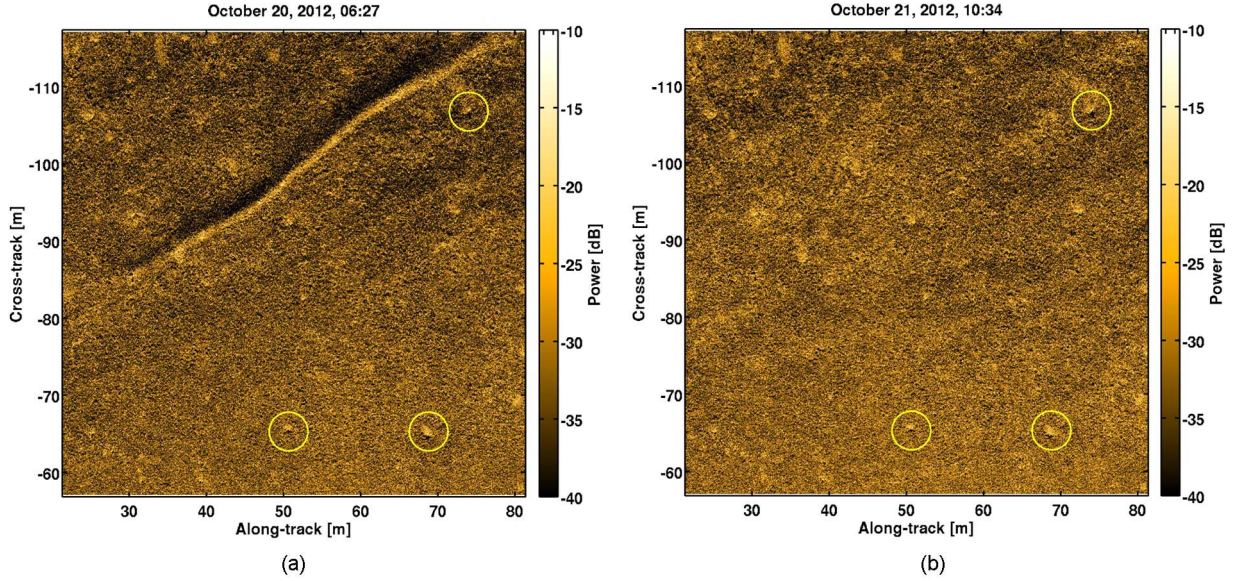 October 20, 2012, 06:27
-10
-15
-20
-25
-30
-35
-40
Power [dB]
-110
-100
-90
-80
-70
-60
Cross-track [m]
30 40 50 60 70 80
Along-track [m]
(a)
October 21, 2012, 10:34
-10
-15
-20
-25
-30
-35
-40
Power [dB]
-110
-100
-90
-80
-70
-60
Cross-track [m]
30 40 50 60 70 80
Along-track [m]
(b)